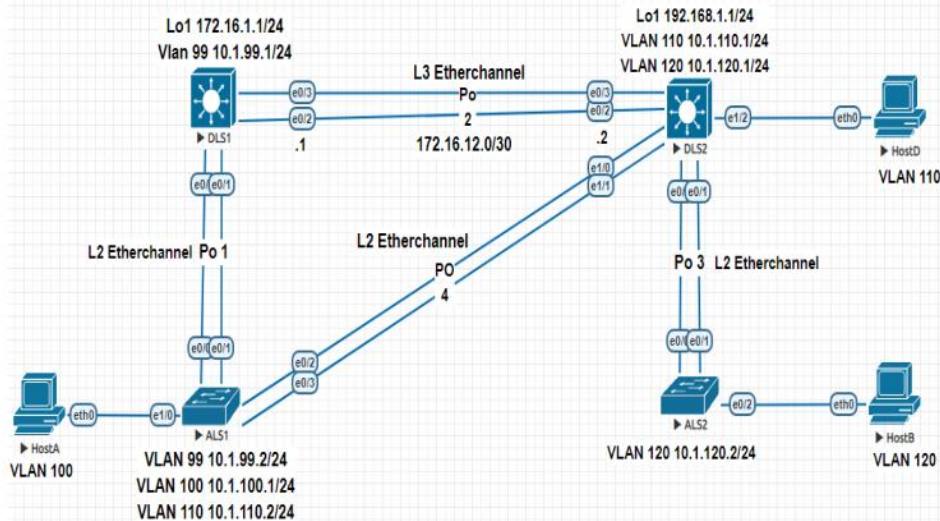 Lo1 172.16.1.1/24
Vlan 99 10.1.99.1/24
Lo1 192.168.1.1/24
VLAN 110 10.1.110.1/24
VLAN 120 10.1.120.1/24
L3 Etherchannel
e0/3
Po
e0/3
e0/2
2
e0/2
e1/2
eth0
.1
172.16.12.0/30
.2
DLS1
DLS2
HostD
VLAN 110
e0/1
e1/0
e1/1
e0/1
L2 Etherchannel
Po 1
L2 Etherchannel
PO
4
Po 3
L2 Etherchannel
e0/1
e0/2
e0/3
e0/1
eth0
e1/0
e0/2
eth0
HostA
ALS1
ALS2
HostB
VLAN 100
VLAN 99 10.1.99.2/24
VLAN 100 10.1.100.1/24
VLAN 110 10.1.110.2/24
VLAN 120 10.1.120.2/24
VLAN 120